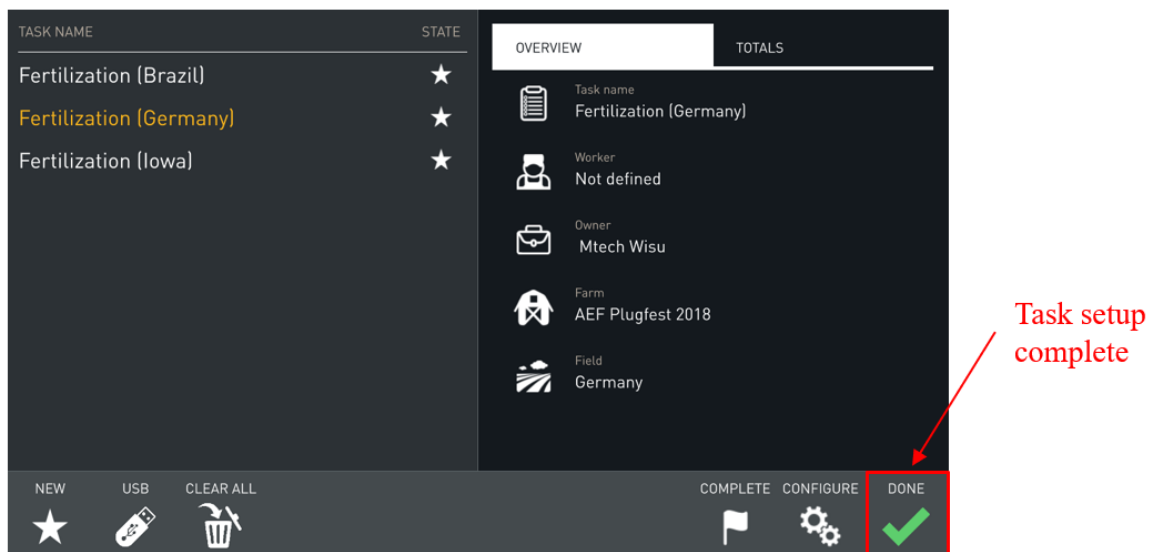 TASK NAME STATE
Fertilization (Brazil)
Fertilization (Germany)
Fertilization (Iowa)
OVERVIEW TOTALS
Task name
Fertilization (Germany)
Worker
Not defined
Owner
Mtech Wisu
Farm
AEF Plugfest 2018
Field
Germany
Task setup
complete
NEW USB CLEAR ALL COMPLETE CONFIGURE DONE